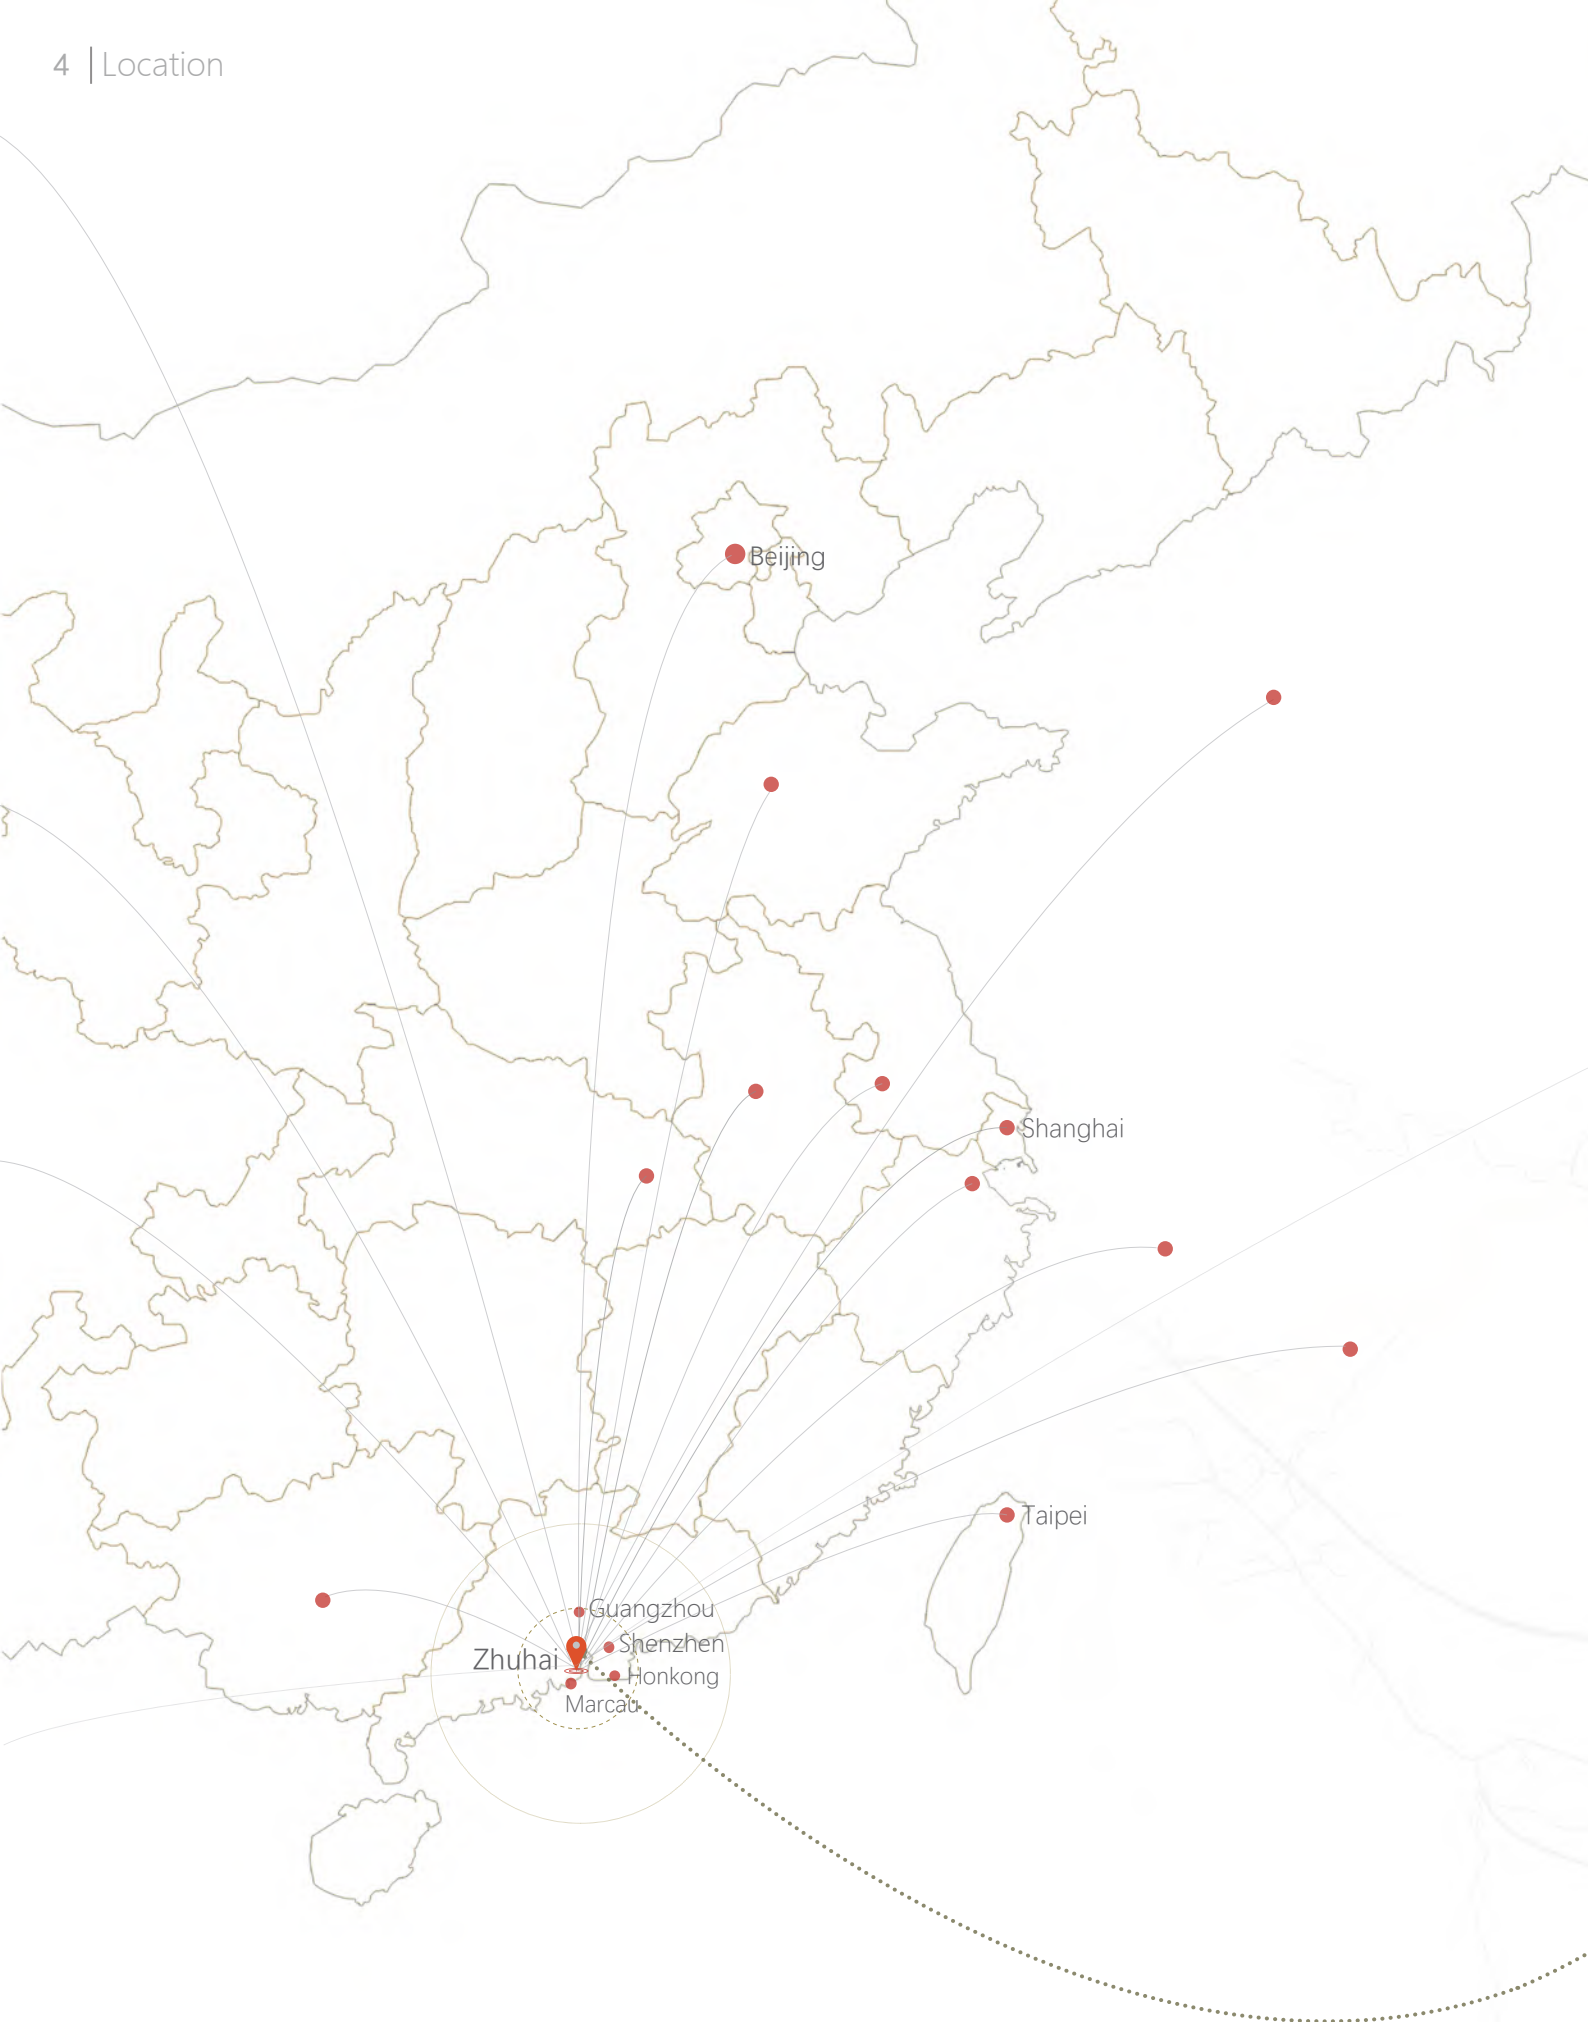 4 | Location
Beijing
Shanghai
Taipei
Guangzhou
Shenzhen
Zhuhai
Honkong
Marcau